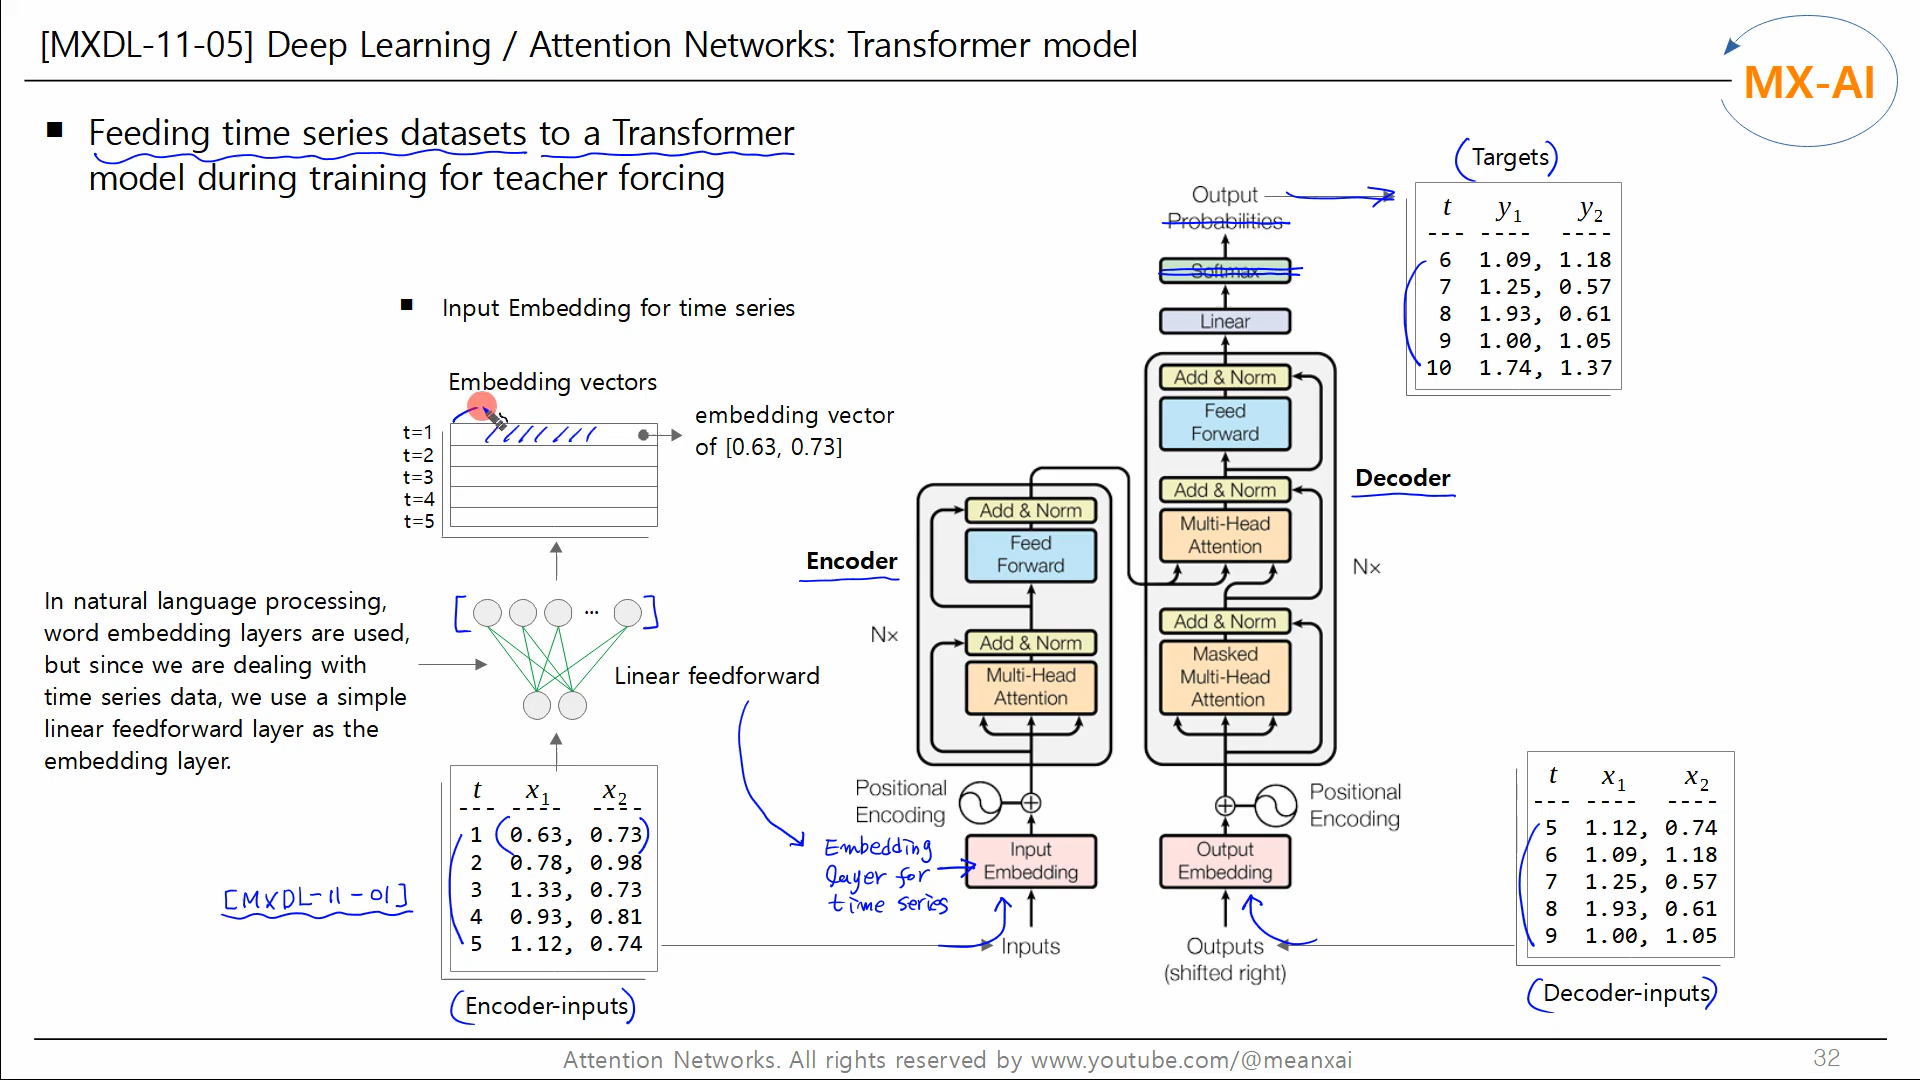 [MXDL-11-05] Deep Learning / Attention Networks: Transformer model
MX-AI
■ Feeding time series datasets to a Transformer
model during training for teacher forcing
■ Input Embedding for time series
Embedding vectors
t=1
t=2
t=3
t=4
t=5
embedding vector
of [0.63, 0.73]
In natural language processing,
word embedding layers are used,
but since we are dealing with
time series data, we use a simple
linear feedforward layer as the
embedding layer.
...
Linear feedforward
t x1 x2
--- ---- ----
1 0.63, 0.73
2 0.78, 0.98
3 1.33, 0.73
4 0.93, 0.81
5 1.12, 0.74
(Encoder-inputs)
[MXDL-11-01]
Embedding
layer for
time series
Encoder
Nx
Add & Norm
Feed
Forward
Add & Norm
Multi-Head
Attention
Positional
Encoding
Input
Embedding
Inputs
Output
Probabilities
Softmax
Linear
Add & Norm
Feed
Forward
Add & Norm
Multi-Head
Attention
Add & Norm
Masked
Multi-Head
Attention
Decoder
Nx
Positional
Encoding
Output
Embedding
Outputs
(shifted right)
(Targets)
t y1 y2
--- ---- ----
6 1.09, 1.18
7 1.25, 0.57
8 1.93, 0.61
9 1.00, 1.05
10 1.74, 1.37
t x1 x2
--- ---- ----
5 1.12, 0.74
6 1.09, 1.18
7 1.25, 0.57
8 1.93, 0.61
9 1.00, 1.05
(Decoder-inputs)
Attention Networks. All rights reserved by www.youtube.com/@meanxai
32